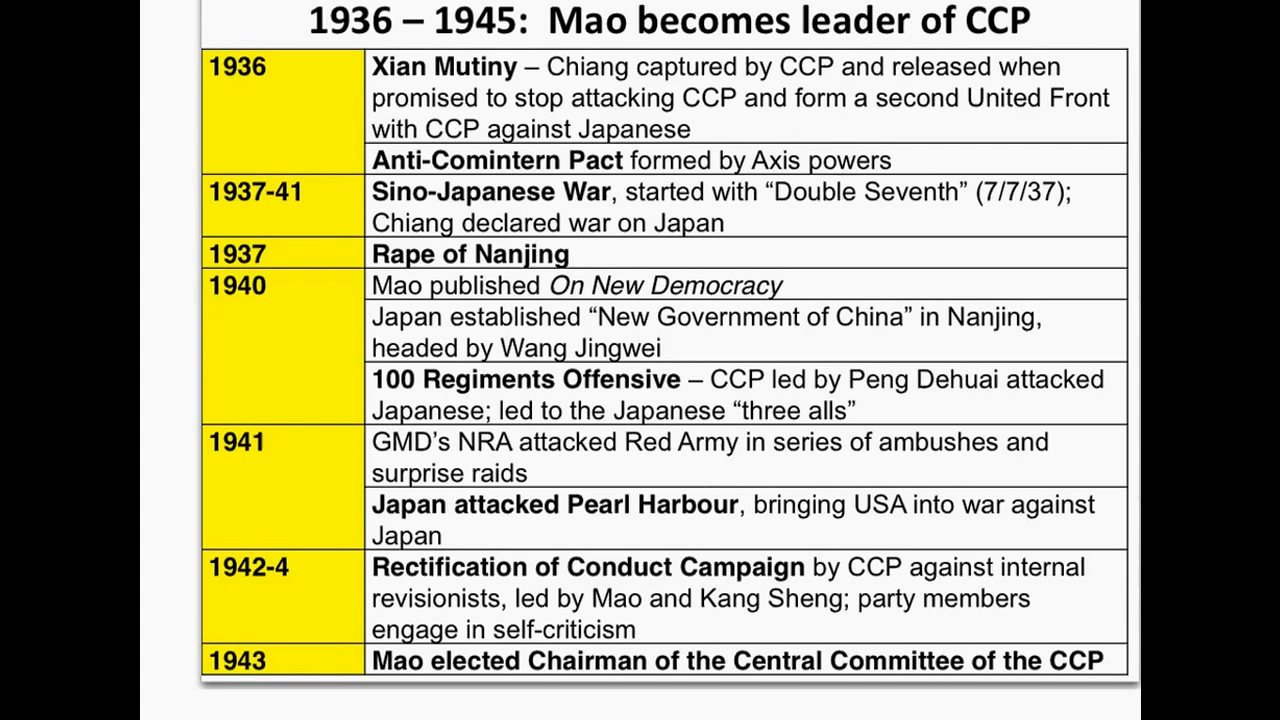 1936 – 1945:  Mao becomes leader of CCP
1936
Xian Mutiny – Chiang captured by CCP and released when
promised to stop attacking CCP and form a second United Front
with CCP against Japanese
Anti-Comintern Pact formed by Axis powers
1937-41
Sino-Japanese War, started with “Double Seventh” (7/7/37);
Chiang declared war on Japan
1937
Rape of Nanjing
1940
Mao published On New Democracy
Japan established “New Government of China” in Nanjing,
headed by Wang Jingwei
100 Regiments Offensive – CCP led by Peng Dehuai attacked
Japanese; led to the Japanese “three alls”
1941
GMD’s NRA attacked Red Army in series of ambushes and
surprise raids
Japan attacked Pearl Harbour, bringing USA into war against
Japan
1942-4
Rectification of Conduct Campaign by CCP against internal
revisionists, led by Mao and Kang Sheng; party members
engage in self-criticism
1943
Mao elected Chairman of the Central Committee of the CCP